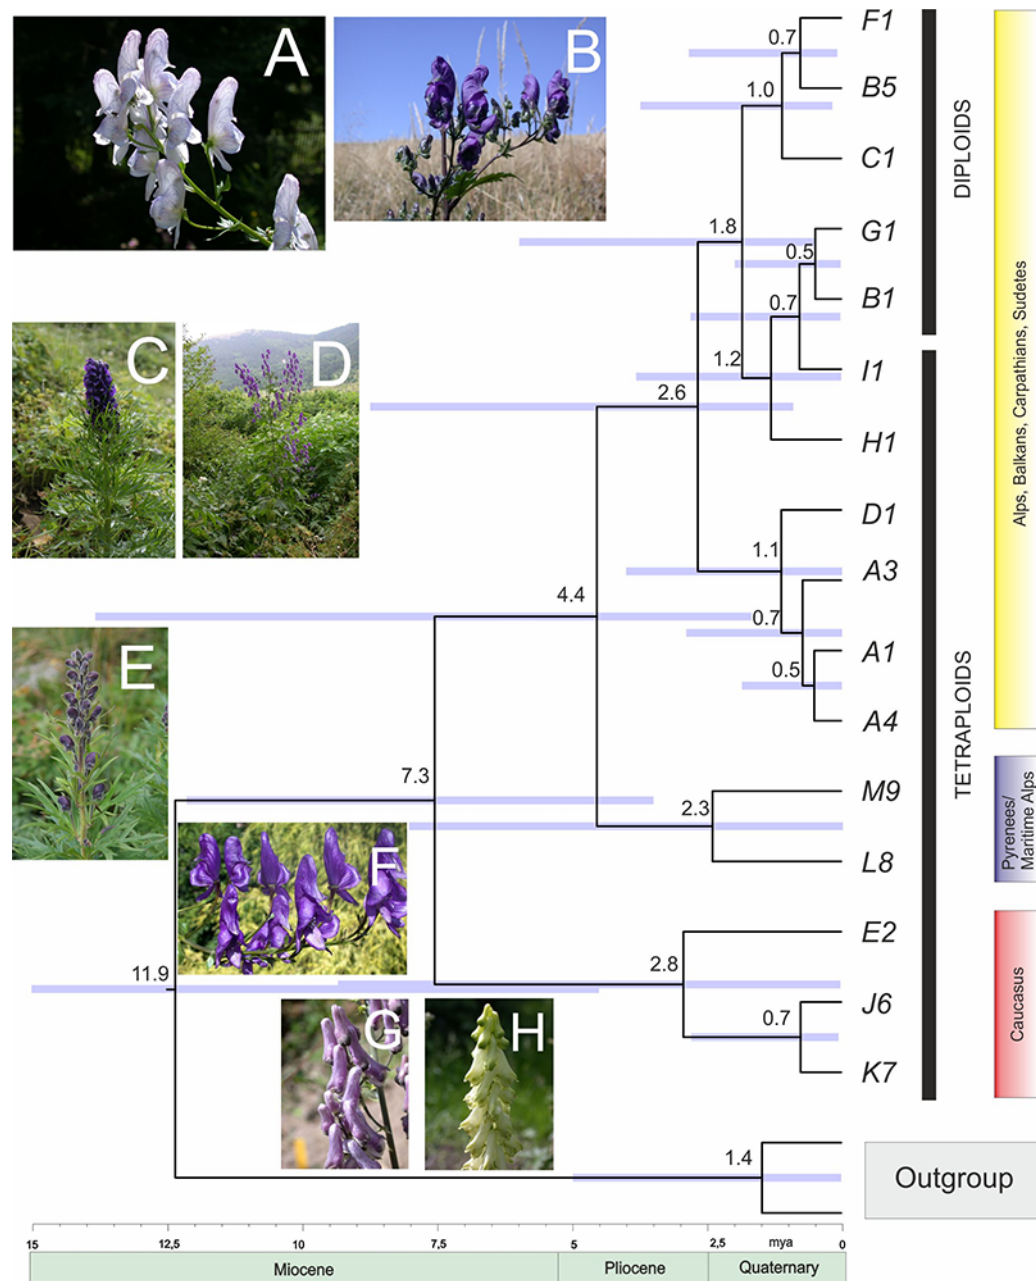 A
B
C
D
E
F
G
H
F1
B5
C1
G1
B1
I1
H1
D1
A3
A1
A4
M9
L8
E2
J6
K7
Outgroup
0.7
1.0
1.8
0.5
0.7
1.2
2.6
1.1
0.7
0.5
4.4
7.3
2.3
11.9
2.8
0.7
1.4
DIPLOIDS
TETRAPLOIDS
Alps, Balkans, Carpathians, Sudetes
Pyrenees/
Maritime Alps
Caucasus
15 12,5 10 7,5 5 2,5 mya 0
Miocene Pliocene Quaternary